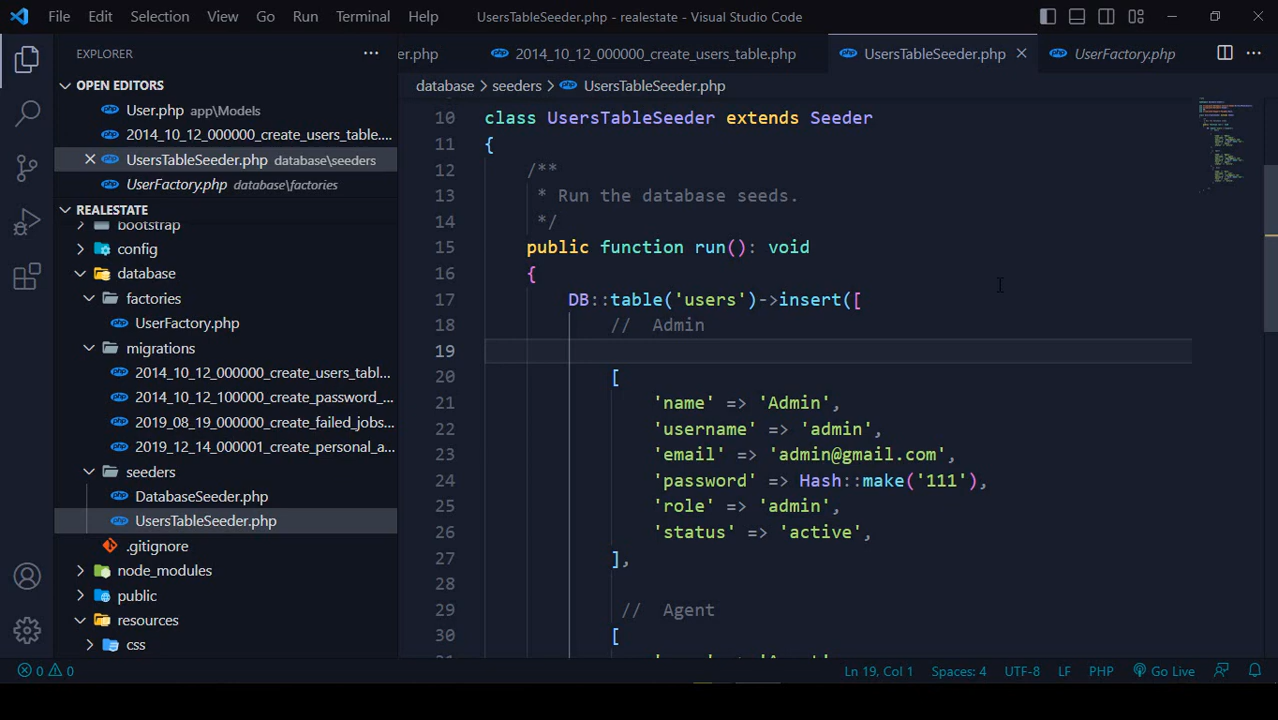 File Edit Selection View Go Run Terminal Help UsersTableSeeder.php - realestate - Visual Studio Code
EXPLORER
OPEN EDITORS
User.php app\Models
2014_10_12_000000_create_users_table....
UsersTableSeeder.php database\seeders
UserFactory.php database\factories
REALESTATE
bootstrap
config
database
factories
UserFactory.php
migrations
2014_10_12_000000_create_users_tabl...
2014_10_12_100000_create_password_...
2019_08_19_000000_create_failed_jobs...
2019_12_14_000001_create_personal_a...
seeders
DatabaseSeeder.php
UsersTableSeeder.php
.gitignore
node_modules
public
resources
css
er.php 2014_10_12_000000_create_users_table.php UsersTableSeeder.php UserFactory.php
database > seeders > UsersTableSeeder.php
10 class UsersTableSeeder extends Seeder
11 {
12 /**
13 * Run the database seeds.
14 */
15 public function run(): void
16 {
17 DB::table('users')->insert([
18 // Admin
19
20 [
21 'name' => 'Admin',
22 'username' => 'admin',
23 'email' => 'admin@gmail.com',
24 'password' => Hash::make('111'),
25 'role' => 'admin',
26 'status' => 'active',
27 ],
28
29 // Agent
30 [
0 0 Ln 19, Col 1 Spaces: 4 UTF-8 LF PHP Go Live